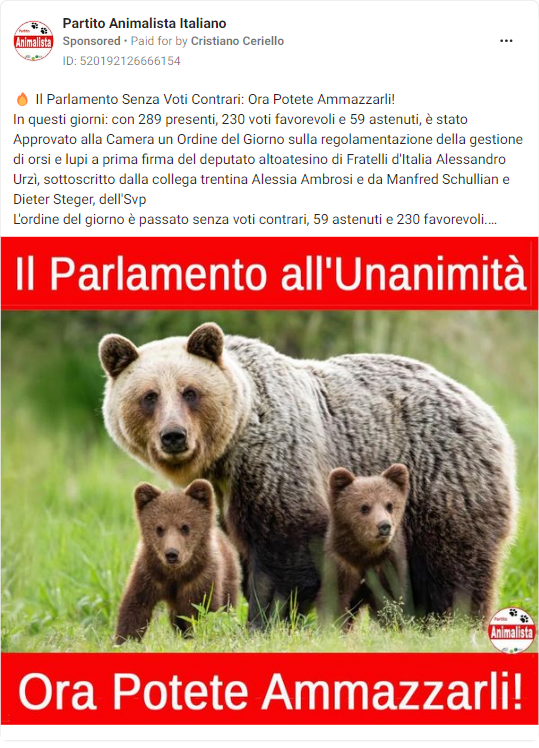 Partito Animalista Italiano
Sponsored • Paid for by Cristiano Ceriello
ID: 520192126666154
🔥 Il Parlamento Senza Voti Contrari: Ora Potete Ammazzarli!
In questi giorni: con 289 presenti, 230 voti favorevoli e 59 astenuti, è stato
Approvato alla Camera un Ordine del Giorno sulla regolamentazione della gestione
di orsi e lupi a prima firma del deputato altoatesino di Fratelli d'Italia Alessandro
Urzì, sottoscritto dalla collega trentina Alessia Ambrosi e da Manfred Schullian e
Dieter Steger, dell'Svp
L'ordine del giorno è passato senza voti contrari, 59 astenuti e 230 favorevoli....
Il Parlamento all'Unanimità
Partito
Animalista
Ora Potete Ammazzarli!